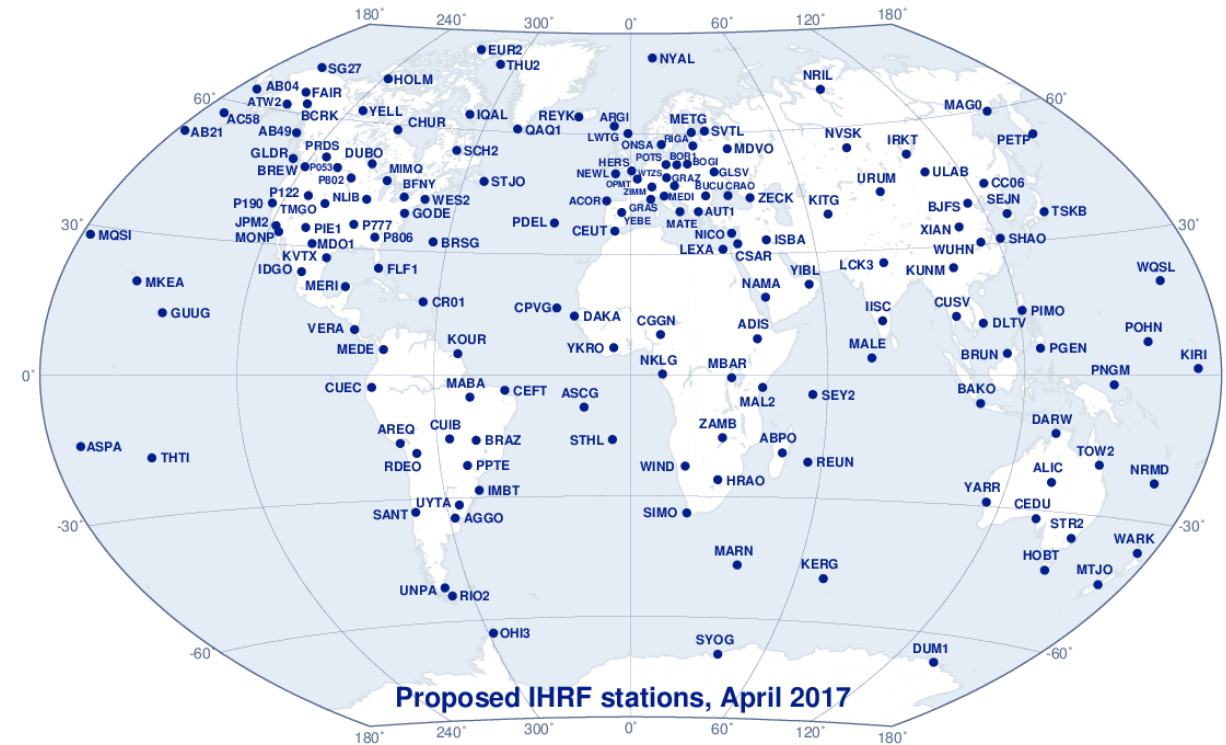 180° 240° 300° 0° 60° 120° 180°
EUR2
THU2
NYAL
SG27
HOLM
NRIL
AB04
FAIR
60°
ATW2
BCRK
YELL
IQAL
REYK
ARGI
METG
MAG0
60°
AC58
AB21
AB49
CHUR
QAQ1
LWTG
ONSA
RIGA
SVTL
MDVO
NVSK
IRKT
PETP
GLDR
PRDS
DUBO
SCH2
HERS
POTS
BOR1
BOGI
BREW
P053
MIMQ
NEWL
WTZS
GLSV
ULAB
P802
BFNY
STJO
OPMT
GRAZ
URUM
CC06
P122
NLIB
WES2
ACOR
ZIMM
MEDI
BUCU
CRAO
ZECK
KITG
BJFS
SEJN
P190
TMGO
GODE
GRAS
TSKB
JPM2
PIE1
P777
PDEL
YEBE
MATE
AUT1
XIAN
30°
30°
MQSI
MONP
MDO1
P806
BRSG
CEUT
NICO
ISBA
WUHN
SHAO
KVTX
LEXA
CSAR
IDGO
FLF1
YIBL
LCK3
KUNM
WQSL
MKEA
MERI
NAMA
GUUG
CR01
CPVG
DAKA
CGGN
IISC
CUSV
PIMO
VERA
ADIS
DLTV
POHN
MEDE
KOUR
YKRO
MALE
BRUN
PGEN
KIRI
NKLG
MBAR
0°
PNGM
CUEC
MABA
CEFT
ASCG
MAL2
SEY2
BAKO
DARW
AREQ
CUIB
BRAZ
STHL
ZAMB
ABPO
ASPA
THTI
RDEO
PPTE
WIND
REUN
TOW2
ALIC
NRMD
HRAO
IMBT
YARR
UYTA
CEDU
SANT
AGGO
SIMO
STR2
-30°
-30°
WARK
MARN
KERG
HOBT
MTJO
UNPA
RIO2
OHI3
SYOG
DUM1
-60°
-60°
Proposed IHRF stations, April 2017
180° 240° 300° 0° 60° 120° 180°